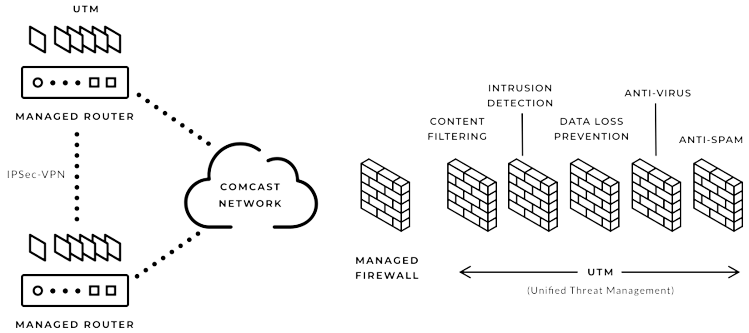 UTM
MANAGED ROUTER
IPSec-VPN
MANAGED ROUTER
COMCAST
NETWORK
MANAGED
FIREWALL
CONTENT
FILTERING
INTRUSION
DETECTION
DATA LOSS
PREVENTION
ANTI-VIRUS
ANTI-SPAM
UTM
(Unified Threat Management)